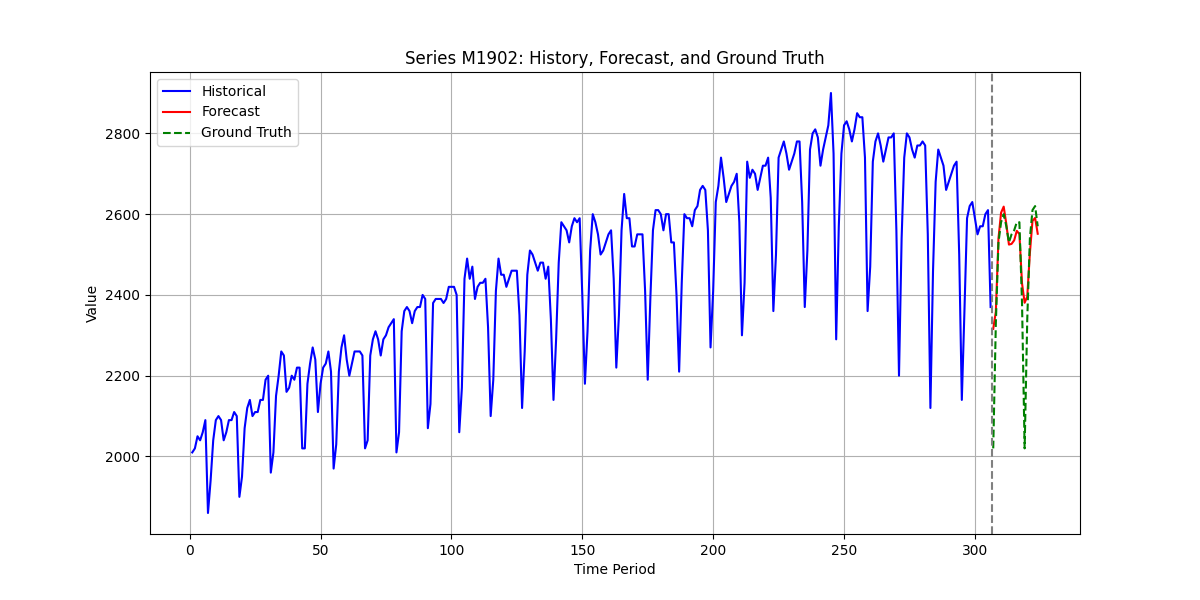 Series M1902: History, Forecast, and Ground Truth
Historical
Forecast
Ground Truth
Value
2800
2600
2400
2200
2000
0 50 100 150 200 250 300
Time Period